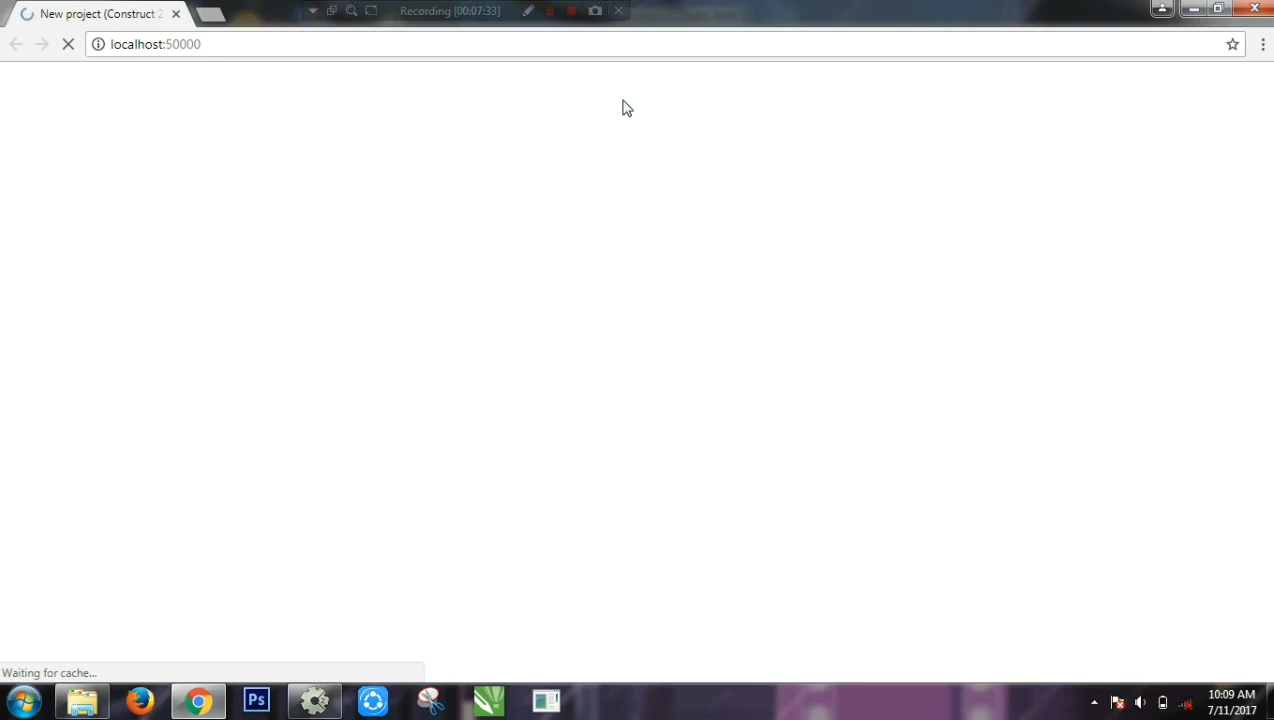 New project (Construct 2
Recording [00:07:33]
localhost:50000
Waiting for cache...
Ps
10:09 AM
7/11/2017